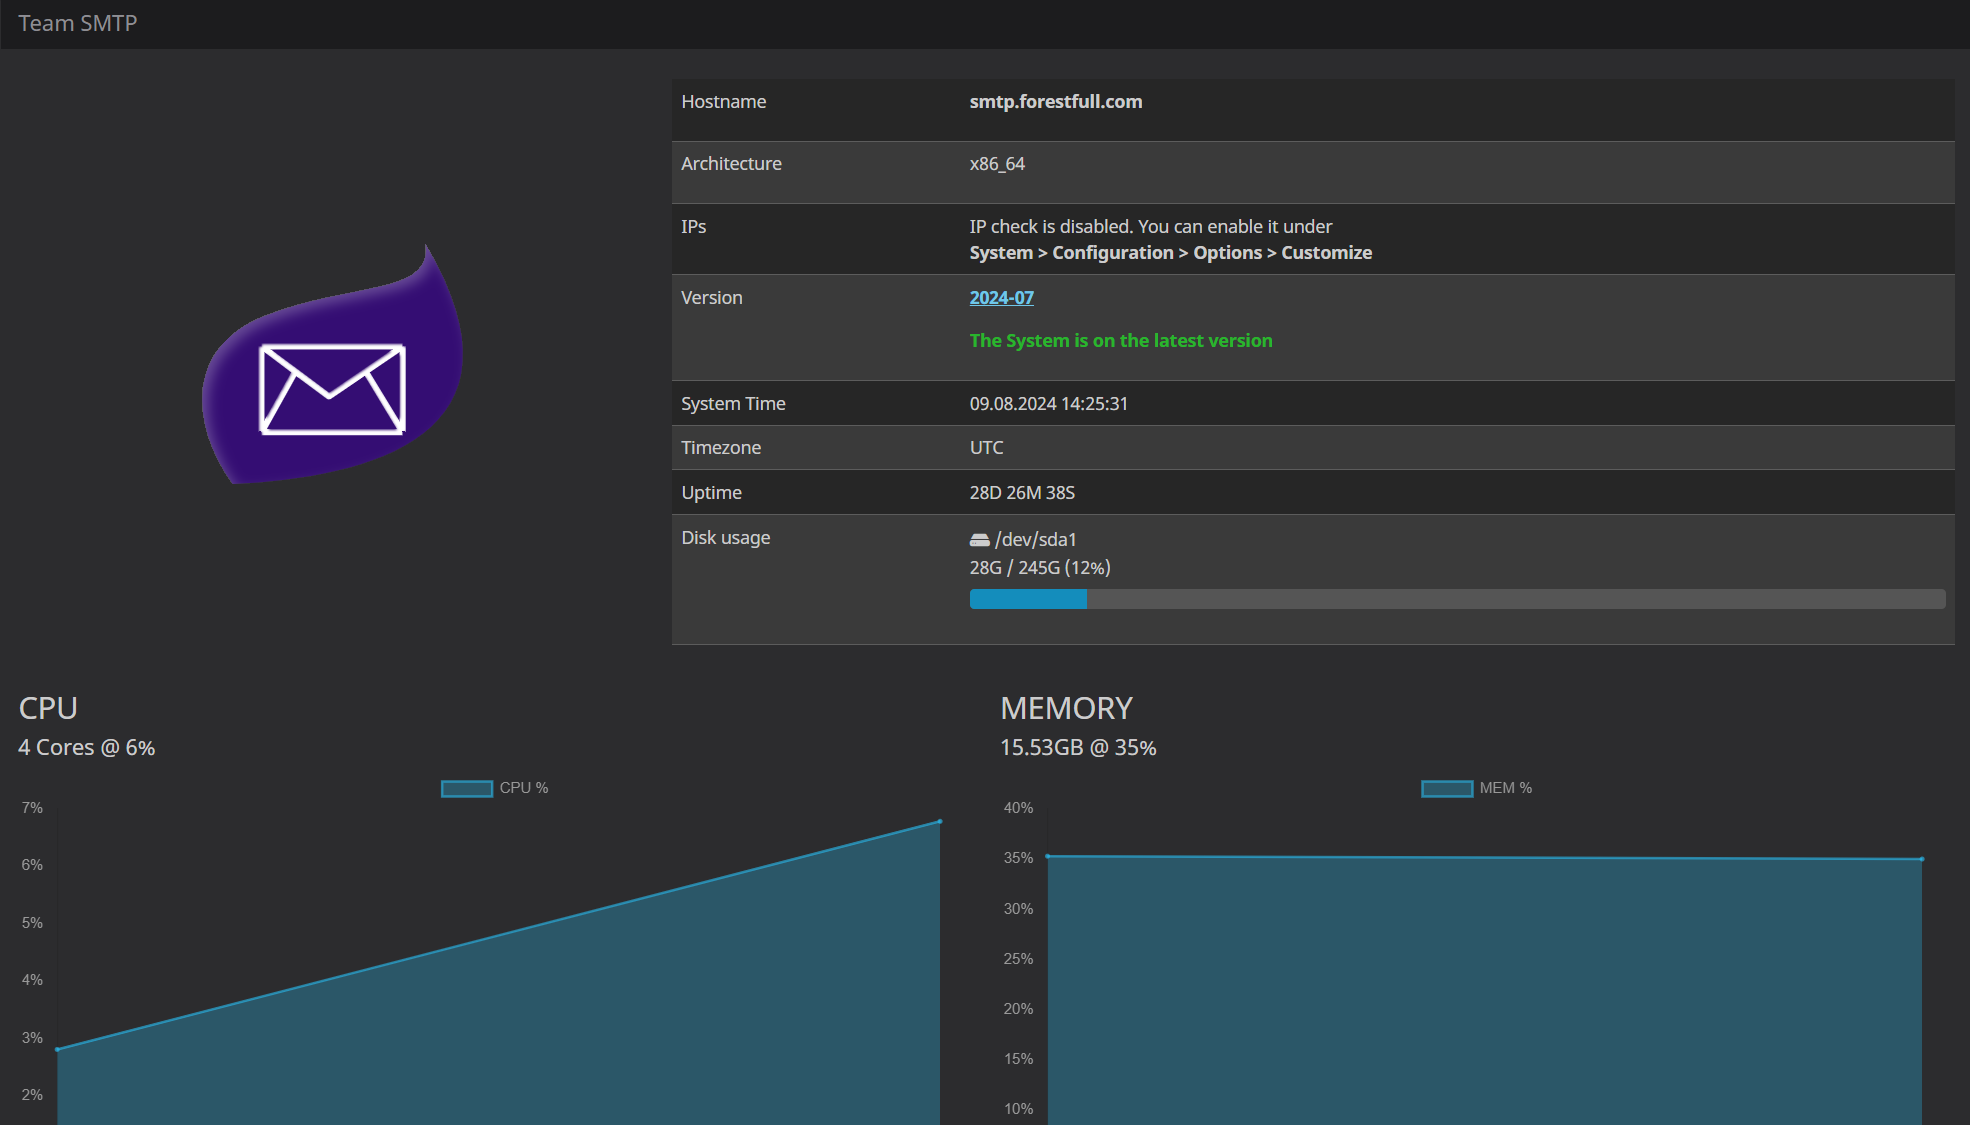 Team SMTP
Hostname smtp.forestfull.com
Architecture x86_64
IPs IP check is disabled. You can enable it under
System > Configuration > Options > Customize
Version 2024-07
The System is on the latest version
System Time 09.08.2024 14:25:31
Timezone UTC
Uptime 28D 26M 38S
Disk usage /dev/sda1
28G / 245G (12%)
CPU
4 Cores @ 6%
CPU %
7%
6%
5%
4%
3%
2%
MEMORY
15.53GB @ 35%
MEM %
40%
35%
30%
25%
20%
15%
10%